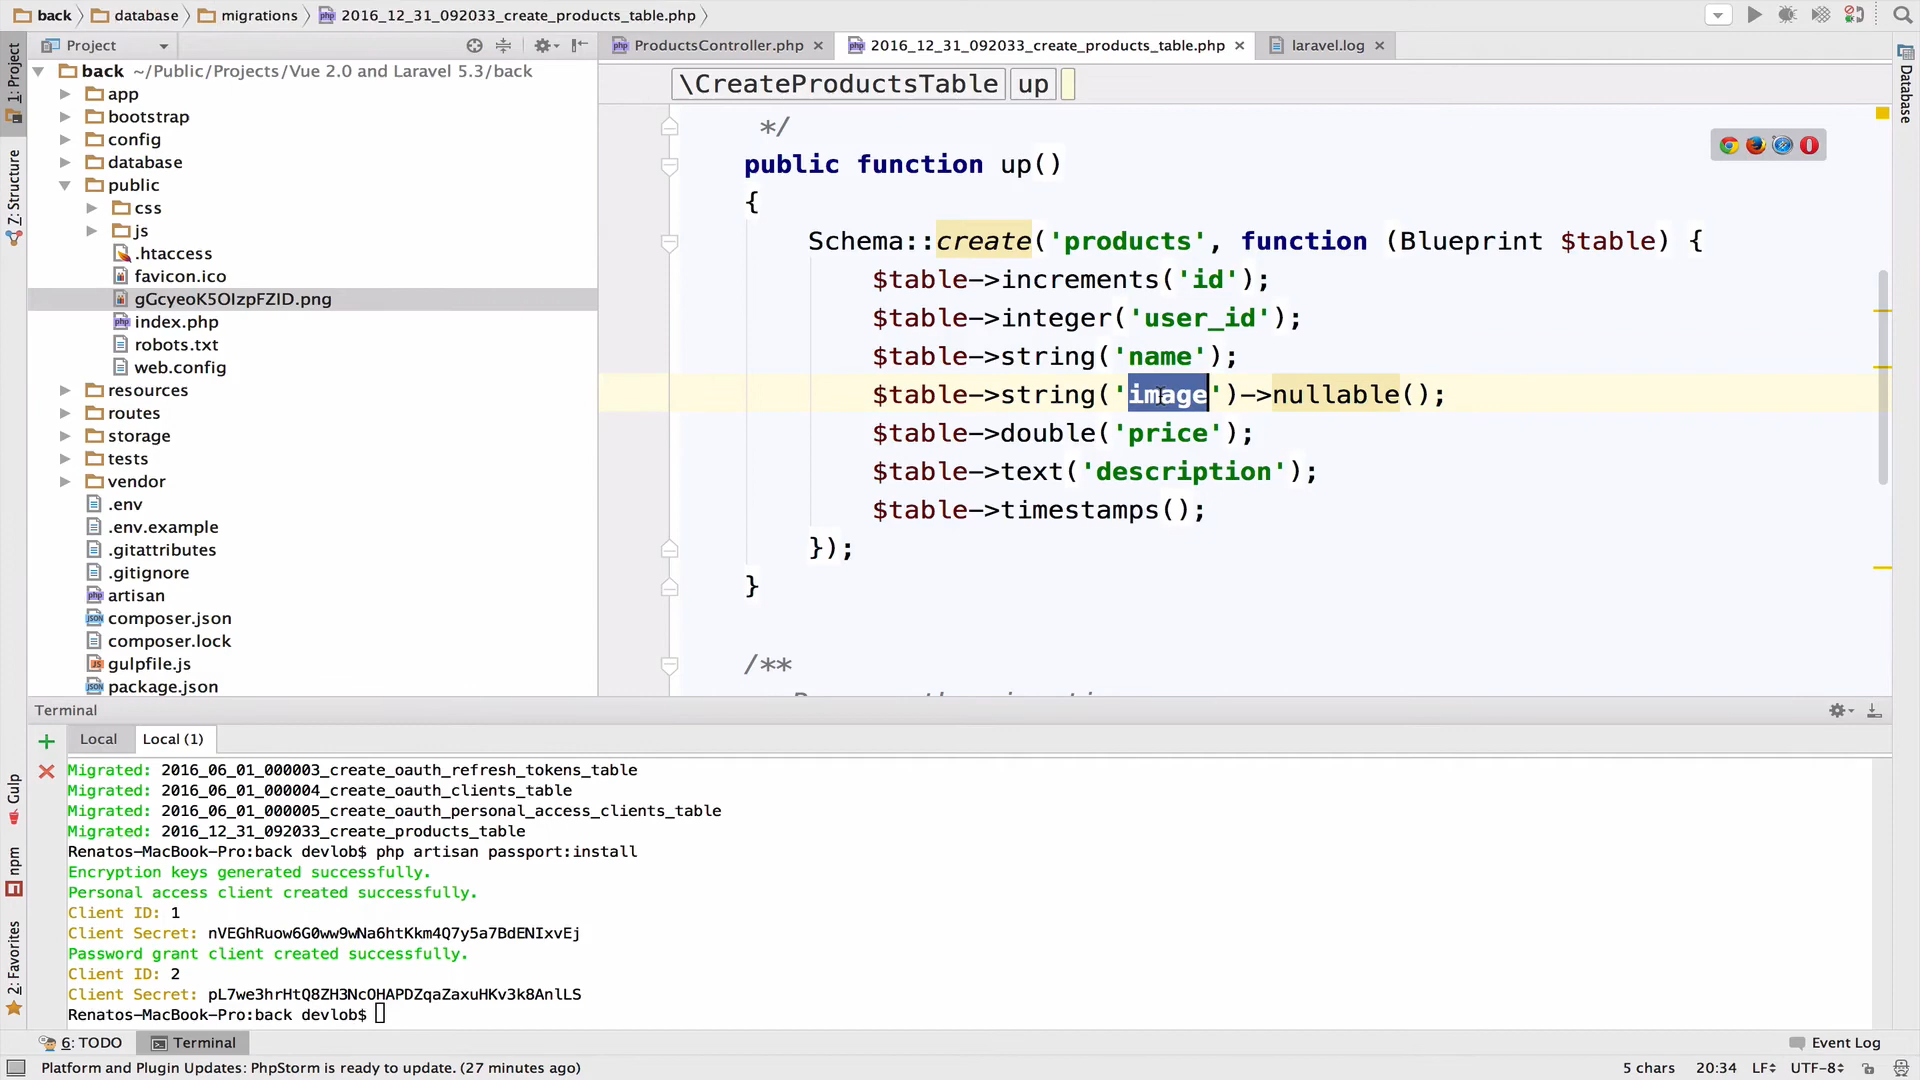 back database migrations 2016_12_31_092033_create_products_table.php
1: Project
Project
ProductsController.php
2016_12_31_092033_create_products_table.php
laravel.log
back ~/Public/Projects/Vue 2.0 and Laravel 5.3/back
app
bootstrap
config
database
public
css
js
.htaccess
favicon.ico
gGcyeoK5OIzpFZID.png
index.php
robots.txt
web.config
resources
routes
storage
tests
vendor
.env
.env.example
.gitattributes
.gitignore
artisan
composer.json
composer.lock
gulpfile.js
package.json
Z: Structure
Gulp
npm
2: Favorites
Database
\CreateProductsTable up
*/
public function up()
{
Schema::create('products', function (Blueprint $table) {
$table->increments('id');
$table->integer('user_id');
$table->string('name');
$table->string('image')->nullable();
$table->double('price');
$table->text('description');
$table->timestamps();
});
}
/**
Terminal
Local
Local (1)
Migrated: 2016_06_01_000003_create_oauth_refresh_tokens_table
Migrated: 2016_06_01_000004_create_oauth_clients_table
Migrated: 2016_06_01_000005_create_oauth_personal_access_clients_table
Migrated: 2016_12_31_092033_create_products_table
Renatos-MacBook-Pro:back devlob$ php artisan passport:install
Encryption keys generated successfully.
Personal access client created successfully.
Client ID: 1
Client Secret: nVEGhRuow6G0ww9wNa6htKkm4Q7y5a7BdENIxvEj
Password grant client created successfully.
Client ID: 2
Client Secret: pL7we3hrHtQ8ZH3NcOHAPDZqaZaxuHKv3k8AnlLS
Renatos-MacBook-Pro:back devlob$
6: TODO
Terminal
Event Log
Platform and Plugin Updates: PhpStorm is ready to update. (27 minutes ago)
5 chars 20:34 LF UTF-8